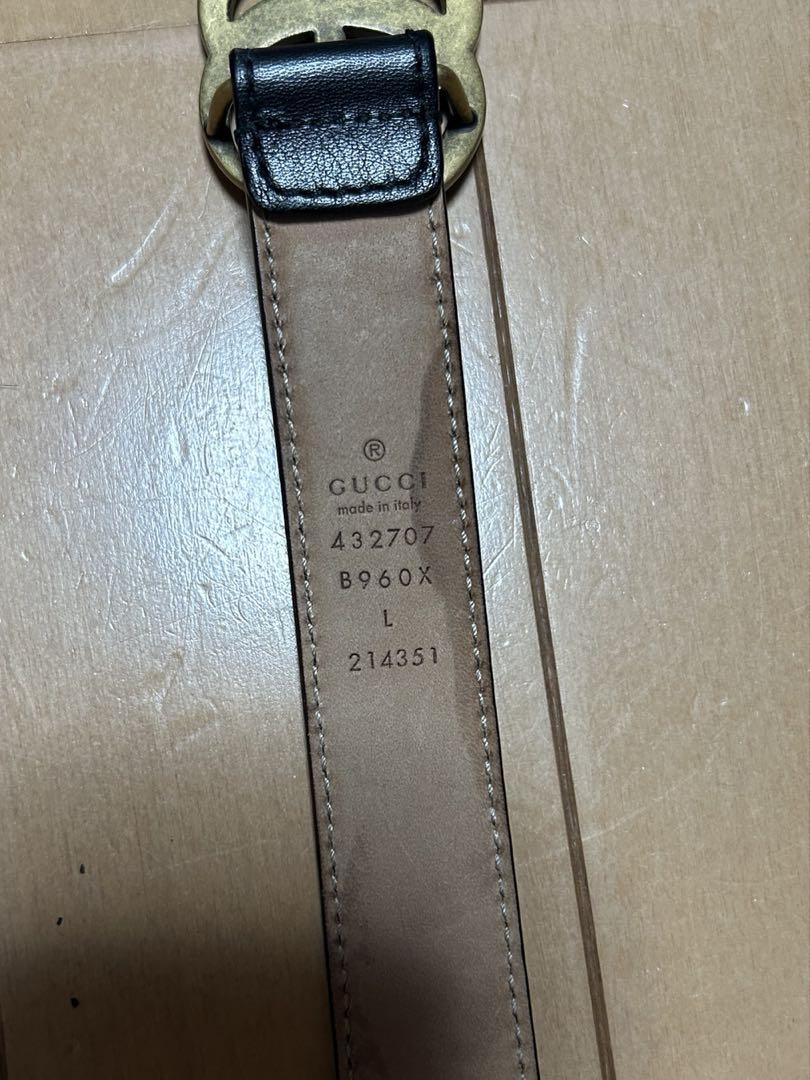 ®
GUCCI
made in italy
432707
B960X
L
214351